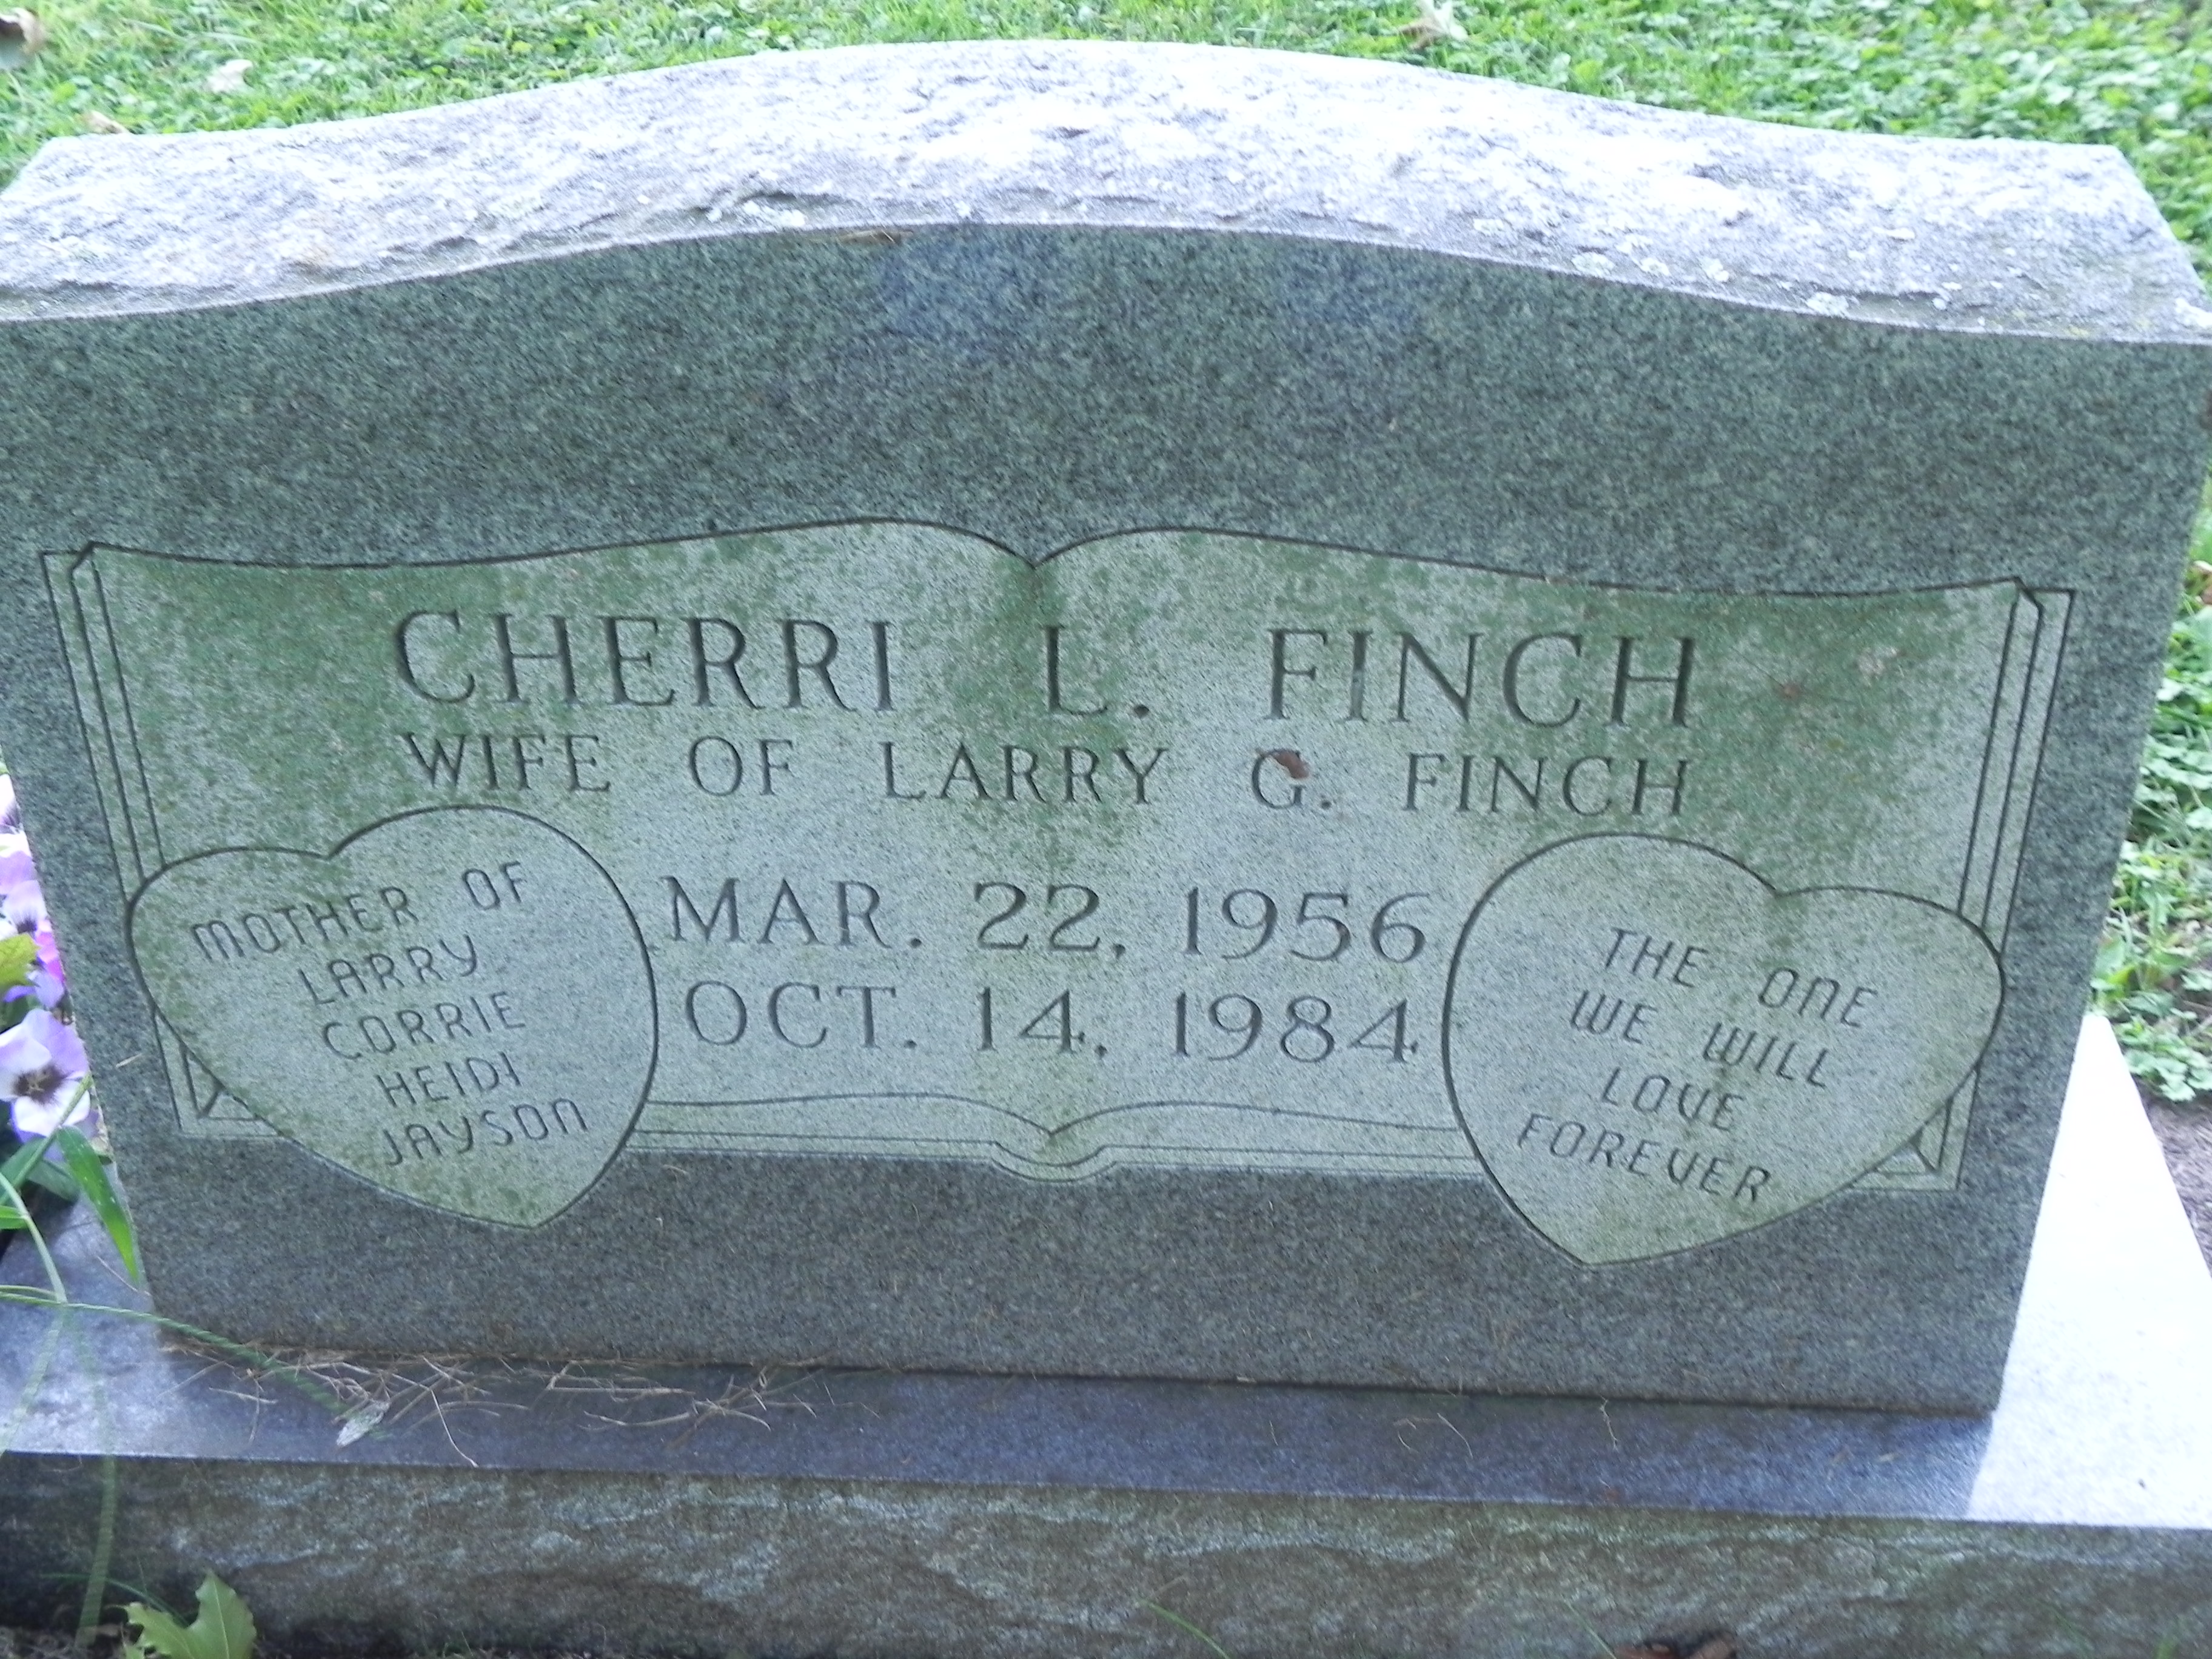 CHERRI L. FINCH
WIFE OF LARRY G. FINCH
MAR. 22, 1956
OCT. 14, 1984
MOTHER OF
LARRY
CORRIE
HEIDI
JAYSON
THE ONE
WE WILL
LOVE
FOREVER